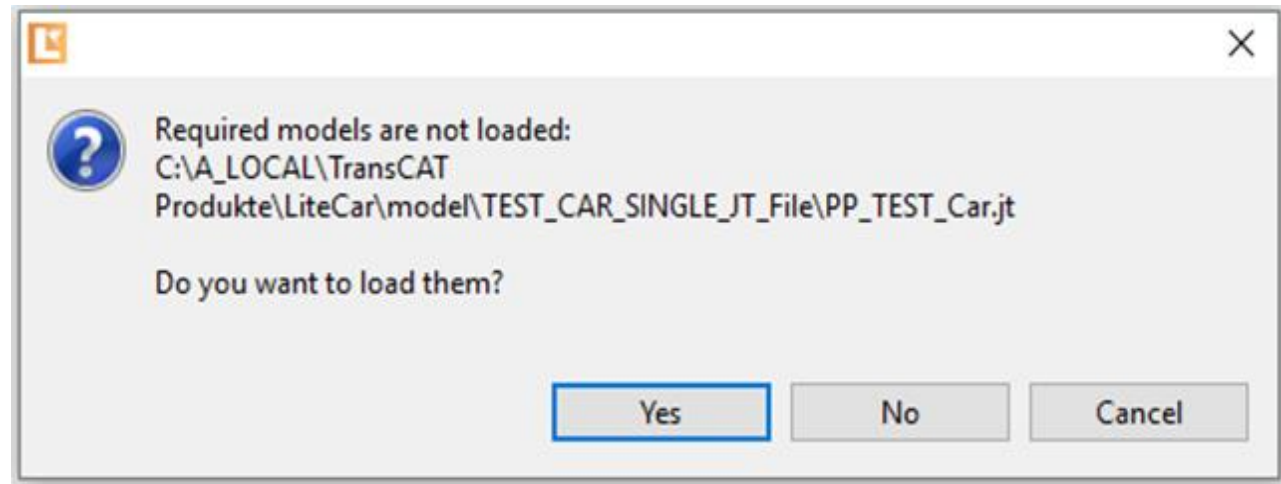 Required models are not loaded:
C:\A_LOCAL\TransCAT
Produkte\LiteCar\model\TEST_CAR_SINGLE_JT_File\PP_TEST_Car.jt
Do you want to load them?
Yes No Cancel